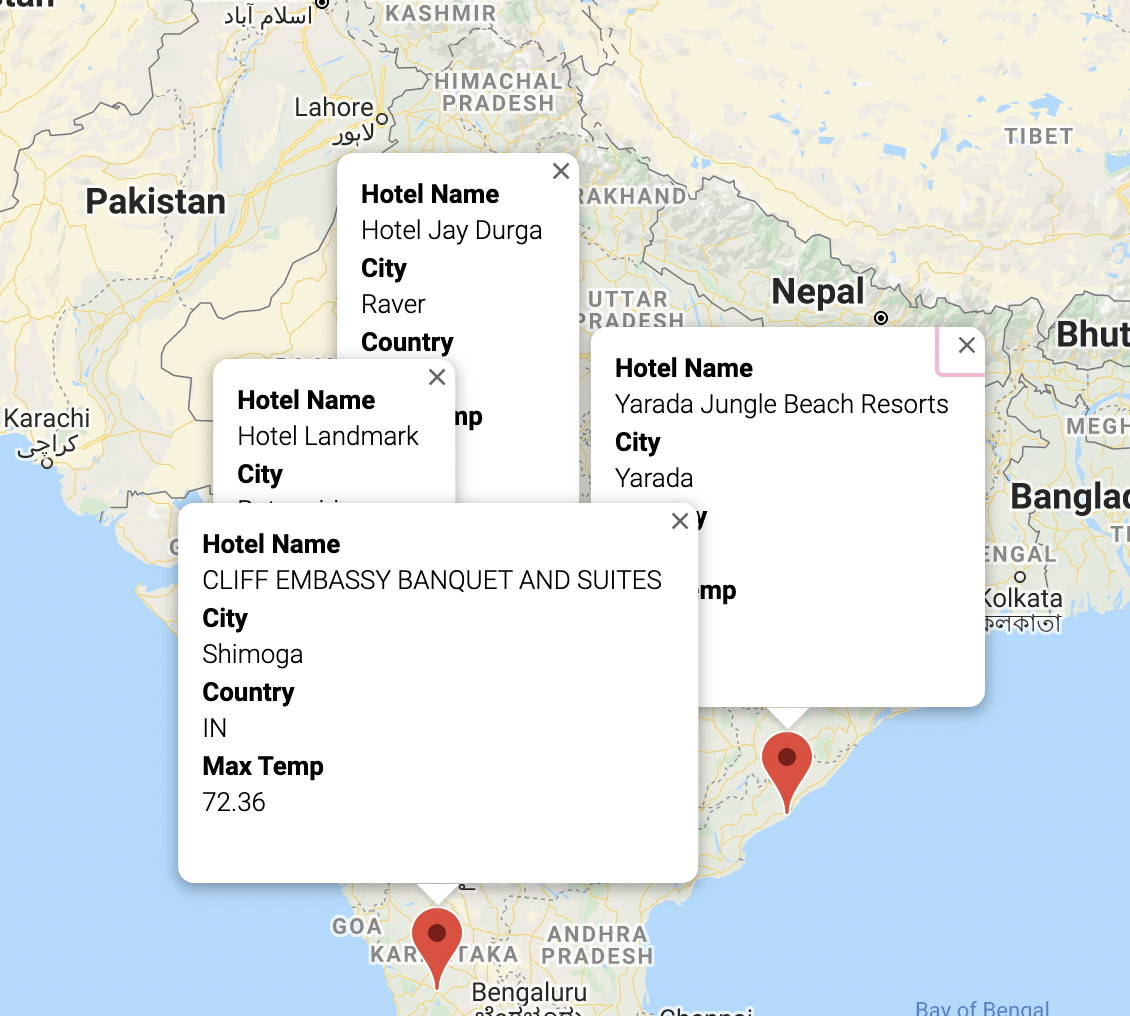 اسلام آباد
KASHMIR
HIMACHAL
PRADESH
Lahore
لاہور
TIBET
Pakistan
RAKHAND
Nepal
UTTAR
PRADESH
Bhut
Karachi
کراچی
MEGH
Banglad
ENGAL
Kolkata
কলকাতা
Hotel Name
Hotel Jay Durga
City
Raver
Country
mp
Hotel Name
Hotel Landmark
City
Hotel Name
Yarada Jungle Beach Resorts
City
Yarada
y
emp
Hotel Name
CLIFF EMBASSY BANQUET AND SUITES
City
Shimoga
Country
IN
Max Temp
72.36
GOA
KAR TAKA
ANDHRA
PRADESH
Bengaluru
Bay of Bengal